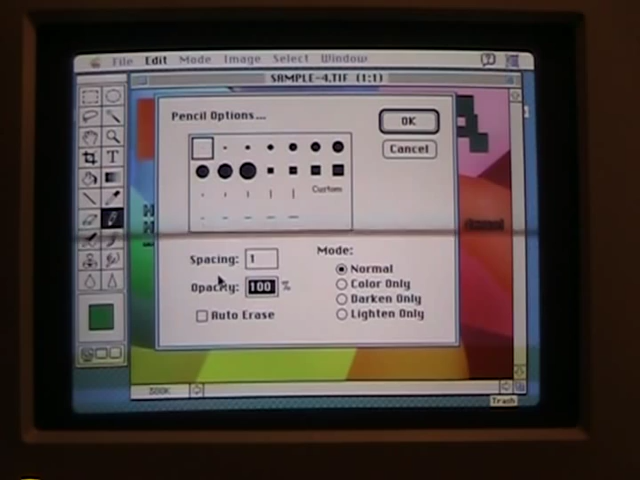 File Edit Mode Image Select Window
SAMPLE-4.TIF (1:1)
Pencil Options...
OK
Cancel
Custom
Spacing: 1
Opacity: 100 %
Auto Erase
Mode:
Normal
Color Only
Darken Only
Lighten Only
T
Trash